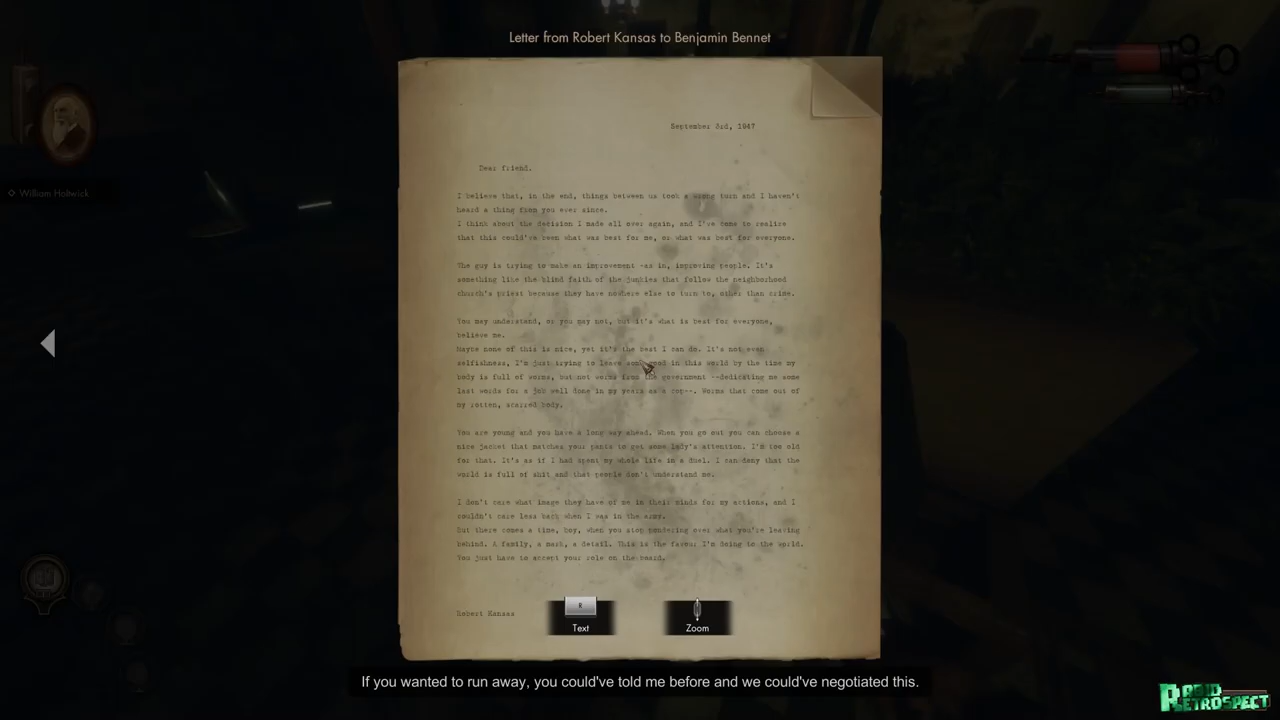 Letter from Robert Kansas to Benjamin Bennet
September 3rd, 1947
Dear friend.
I believe that, in the end, things between us took a wrong turn and I haven't
heard a thing from you ever since.
I think about the decision I made all over again, and I've come to realize
that this could've been what was best for me, or what was best for everyone.
The guy is trying to make an improvement -as in, improving people. It's
something like the blind faith of the junkies that follow the neighborhood
church's priest because they have nowhere else to turn to, other than crime.
You may understand, or you may not, but it's what is best for everyone,
believe me.
Maybe none of this is nice, yet it's the best I can do. It's not even
selfishness, I'm just trying to leave some good in this world by the time my
body is full of worms, but not worms from the government --dedicating me some
last words for a job well done in my years as a cop--. Worms that come out of
my rotten, scarred body.
You are young and you have a long way ahead. When you go out you can choose a
nice jacket that matches your pants to get some lady's attention. I'm too old
for that. It's as if I had spent my whole life in a duel. I can deny that the
world is full of shit and that people don't understand me.
I don't care what image they have of me in their minds for my actions, and I
couldn't care less back when I was in the army.
But there comes a time, boy, when you stop pondering over what you're leaving
behind. A family, a mark, a detail. This is the favour I'm doing to the world.
You just have to accept your role on the board.
Robert Kansas
William Holtwick
R
Text
Zoom
If you wanted to run away, you could've told me before and we could've negotiated this.
RABID
RETROSPECT